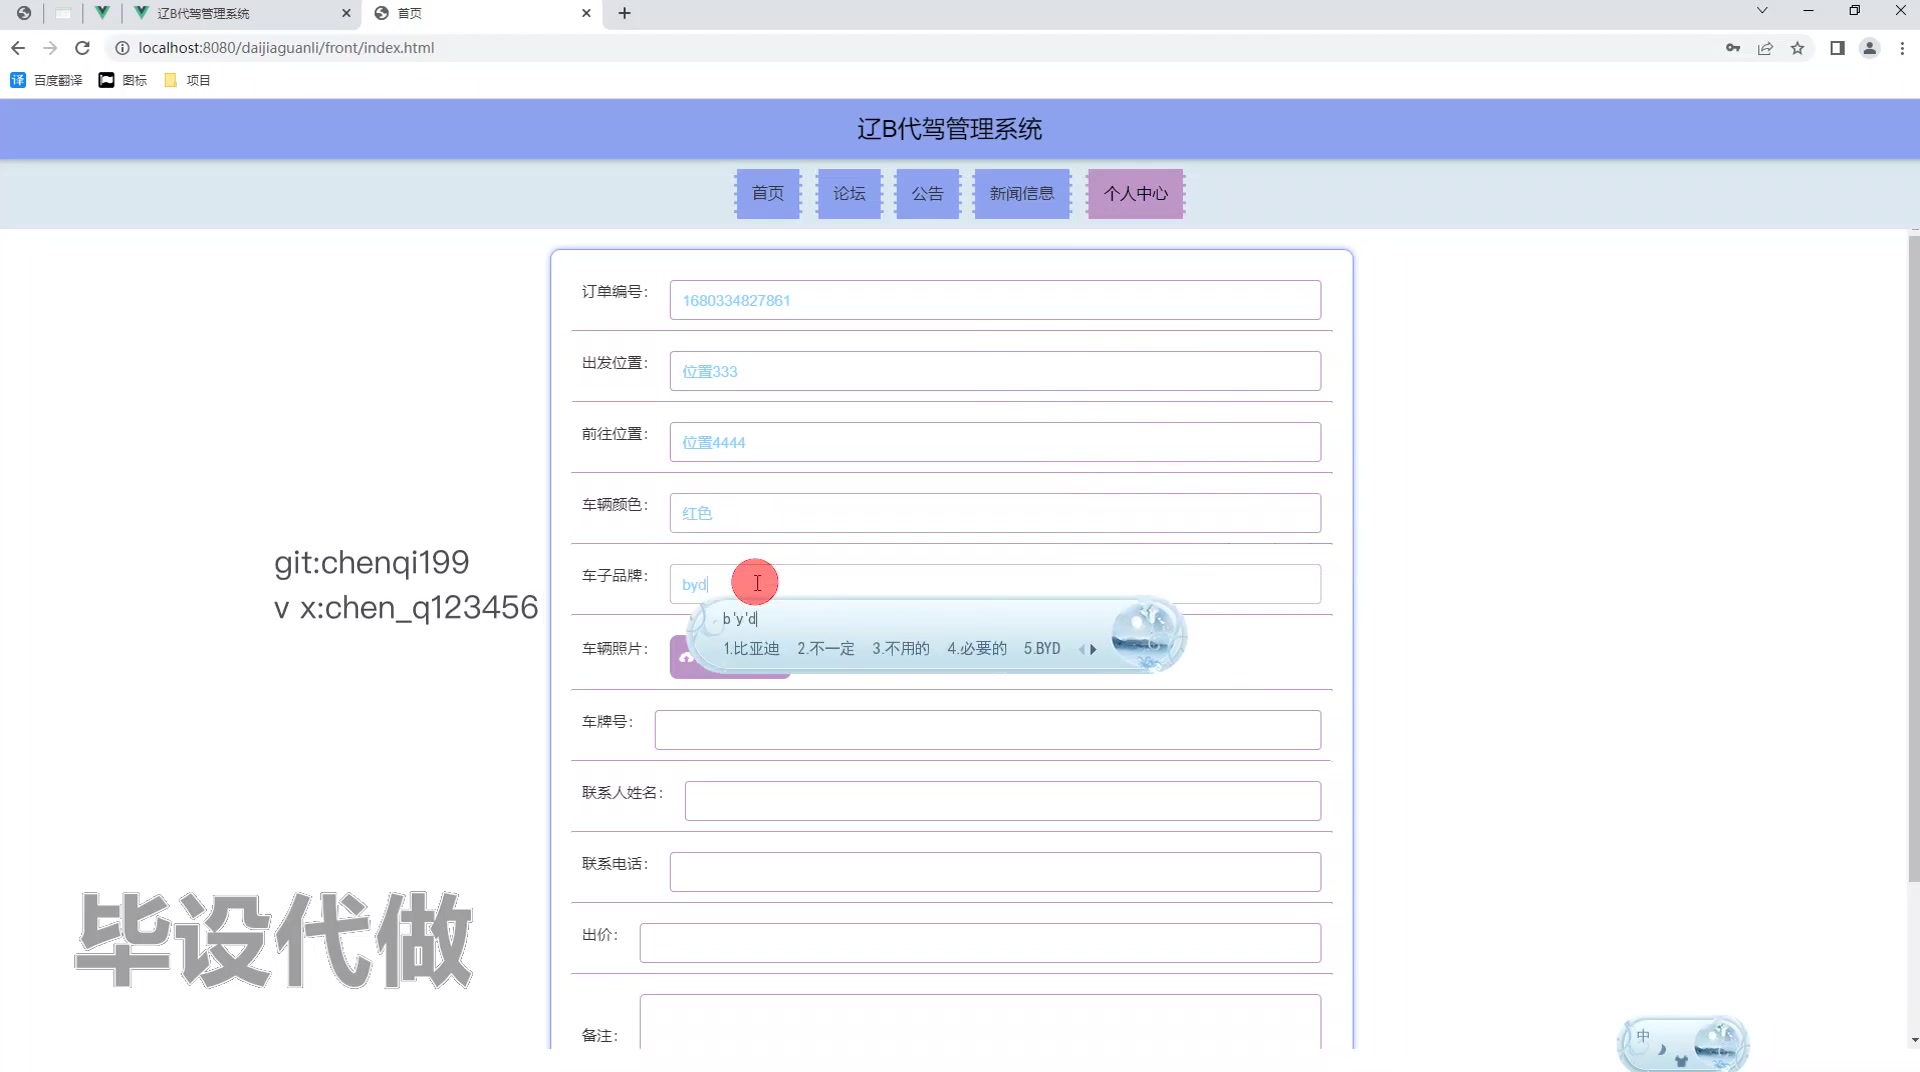 辽B代驾管理系统
首页
localhost:8080/daijiaguanli/front/index.html
百度翻译
图标
项目
辽B代驾管理系统
首页
论坛
公告
新闻信息
个人中心
订单编号：
1680334827861
出发位置：
位置333
前往位置：
位置4444
车辆颜色：
红色
车子品牌：
byd
b'y'd
1.比亚迪 2.不一定 3.不用的 4.必要的 5.BYD
车辆照片：
车牌号：
联系人姓名：
联系电话：
出价：
备注：
git:chenqi199
v x:chen_q123456
毕设代做
中